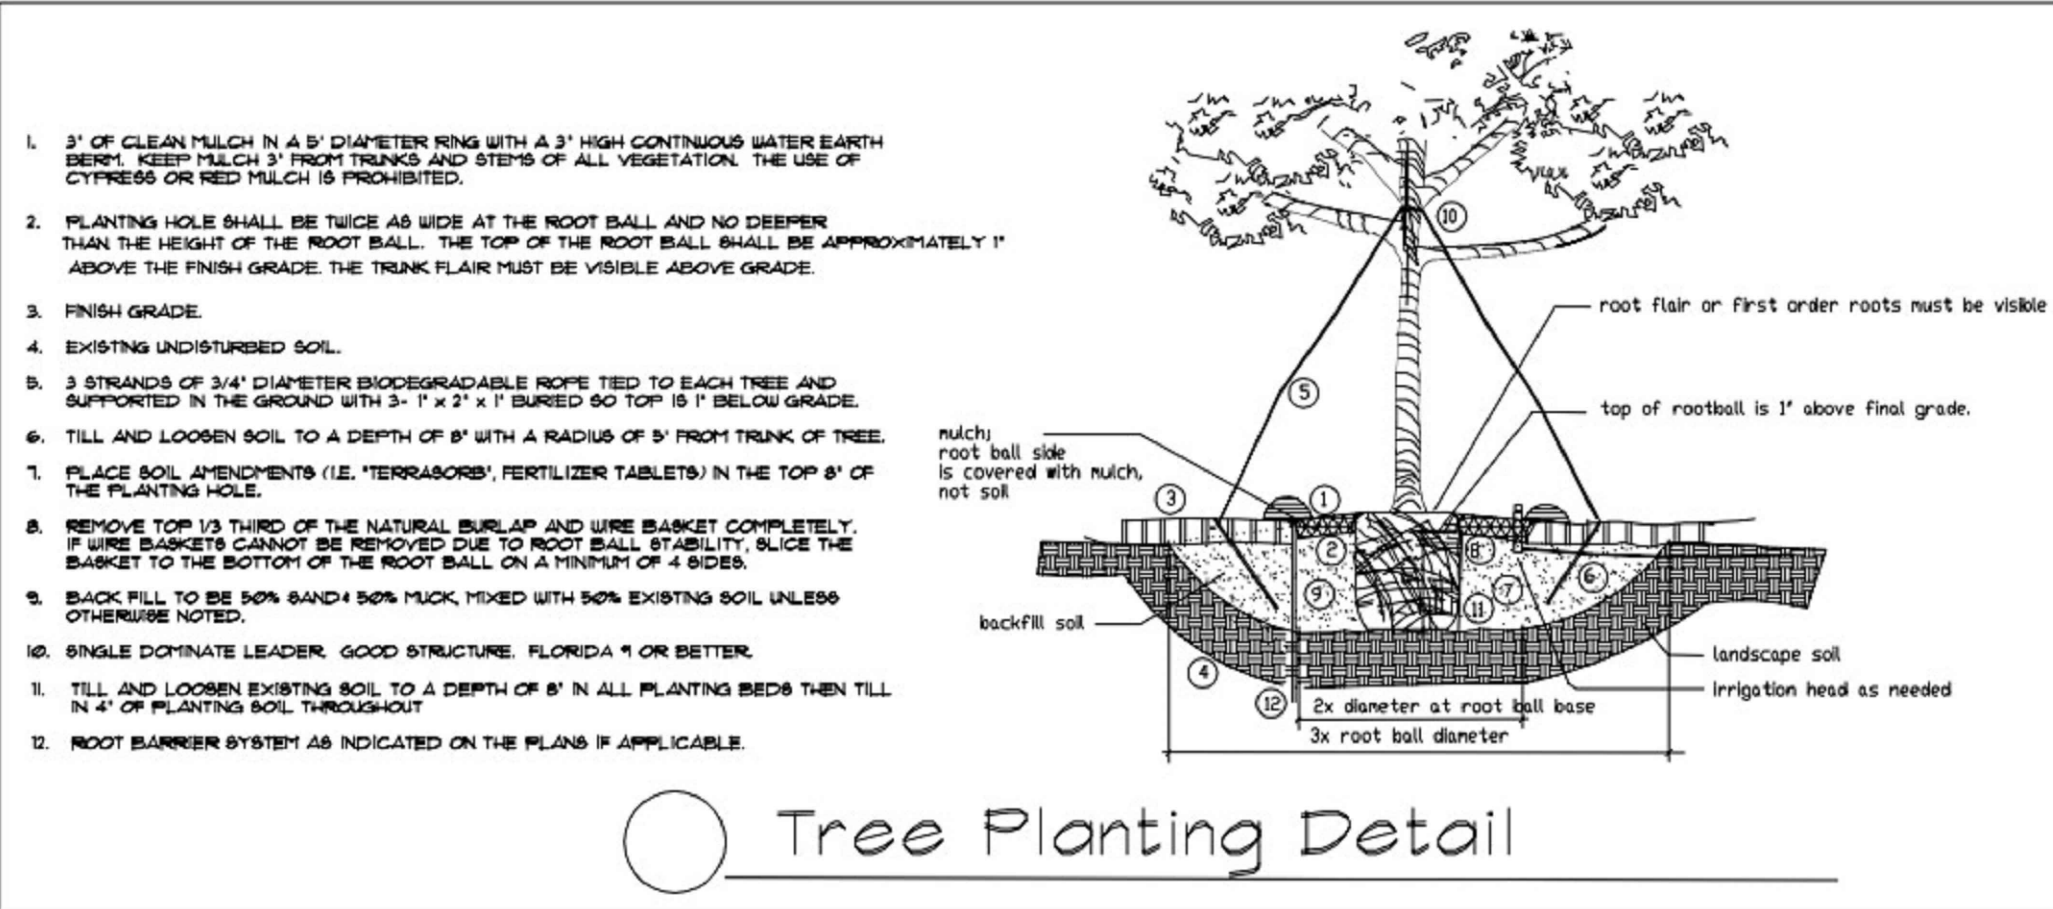 1. 3" OF CLEAN MULCH IN A 5' DIAMETER RING WITH A 3" HIGH CONTINUOUS WATER EARTH
BERM. KEEP MULCH 3" FROM TRUNKS AND STEMS OF ALL VEGETATION. THE USE OF
CYPRESS OR RED MULCH IS PROHIBITED.
2. PLANTING HOLE SHALL BE TWICE AS WIDE AT THE ROOT BALL AND NO DEEPER
THAN THE HEIGHT OF THE ROOT BALL. THE TOP OF THE ROOT BALL SHALL BE APPROXIMATELY 1"
ABOVE THE FINISH GRADE. THE TRUNK FLAIR MUST BE VISIBLE ABOVE GRADE.
3. FINISH GRADE.
4. EXISTING UNDISTURBED SOIL.
5. 3 STRANDS OF 3/4" DIAMETER BIODEGRADABLE ROPE TIED TO EACH TREE AND
SUPPORTED IN THE GROUND WITH 3- 1" x 2" x 1' BURIED SO TOP IS 1" BELOW GRADE.
6. TILL AND LOOSEN SOIL TO A DEPTH OF 8" WITH A RADIUS OF 5' FROM TRUNK OF TREE.
7. PLACE SOIL AMENDMENTS (I.E. "TERRASORB", FERTILIZER TABLETS) IN THE TOP 8" OF
THE PLANTING HOLE.
8. REMOVE TOP 1/3 THIRD OF THE NATURAL BURLAP AND WIRE BASKET COMPLETELY.
IF WIRE BASKETS CANNOT BE REMOVED DUE TO ROOT BALL STABILITY, SLICE THE
BASKET TO THE BOTTOM OF THE ROOT BALL ON A MINIMUM OF 4 SIDES.
9. BACK FILL TO BE 50% SAND & 50% MUCK, MIXED WITH 50% EXISTING SOIL UNLESS
OTHERWISE NOTED.
10. SINGLE DOMINATE LEADER. GOOD STRUCTURE. FLORIDA #1 OR BETTER.
11. TILL AND LOOSEN EXISTING SOIL TO A DEPTH OF 8" IN ALL PLANTING BEDS THEN TILL
IN 4" OF PLANTING SOIL THROUGHOUT
12. ROOT BARRIER SYSTEM AS INDICATED ON THE PLANS IF APPLICABLE.
10
root flair or first order roots must be visible
5
top of rootball is 1" above final grade.
mulch;
root ball side
is covered with mulch,
not soil
3
1
2
8
6
9
7
11
backfill soil
4
landscape soil
irrigation head as needed
12
2x diameter at root ball base
3x root ball diameter
Tree Planting Detail